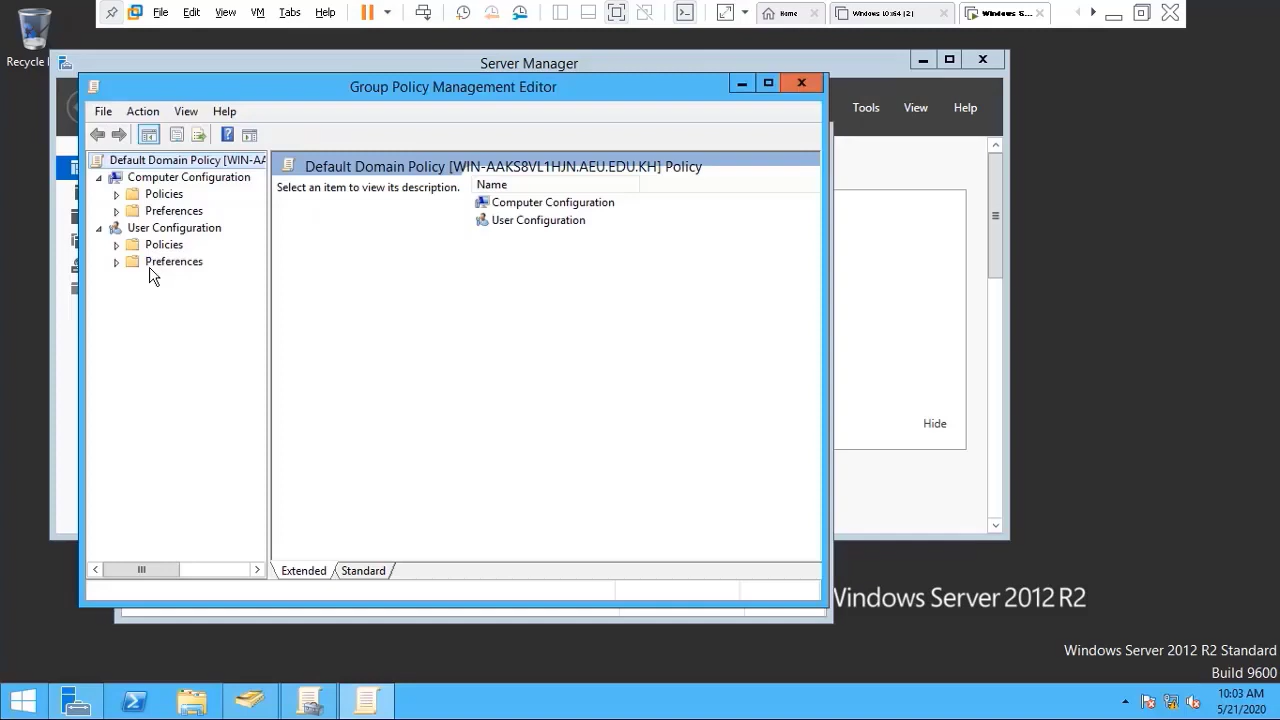 File Edit View VM Tabs Help
Home
Windows 10 x64 (2)
Windows S...
Recycle
Server Manager
Group Policy Management Editor
Tools View Help
File Action View Help
Default Domain Policy [WIN-AA
Computer Configuration
Policies
Preferences
User Configuration
Policies
Preferences
Default Domain Policy [WIN-AAKS8VL1HJN.AEU.EDU.KH] Policy
Select an item to view its description.
Name
Computer Configuration
User Configuration
Hide
Extended Standard
Windows Server 2012 R2
Windows Server 2012 R2 Standard
Build 9600
10:03 AM
5/21/2020